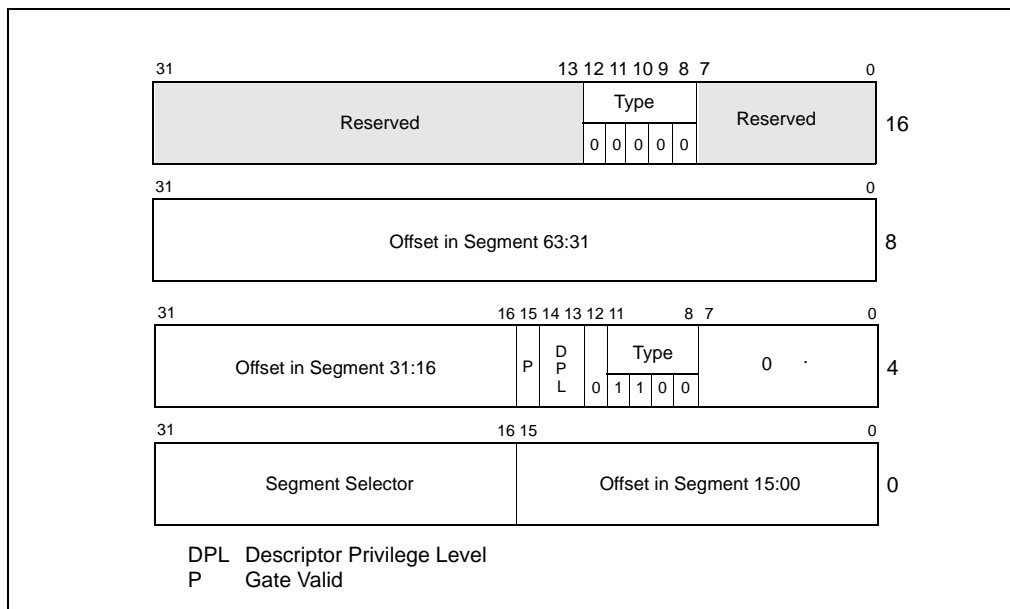 31 13 12 11 10 9 8 7 0
Type
Reserved Reserved 16
0 0 0 0 0
31 0
Offset in Segment 63:31 8
31 16 15 14 13 12 11 8 7 0
Offset in Segment 31:16 P DPL Type 0 . 4
0 1 1 0 0
31 16 15 0
Segment Selector Offset in Segment 15:00 0
DPL Descriptor Privilege Level
P Gate Valid